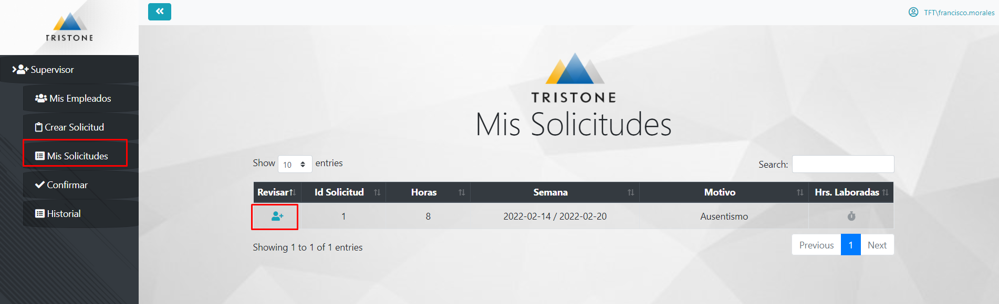 TRISTONE
TFT\francisco.morales
Supervisor
Mis Empleados
Crear Solicitud
Mis Solicitudes
Confirmar
Historial
TRISTONE
Mis Solicitudes
Show 10 entries
Search:
Revisar Id Solicitud Horas Semana Motivo Hrs. Laboradas
1 8 2022-02-14 / 2022-02-20 Ausentismo
Showing 1 to 1 of 1 entries
Previous 1 Next